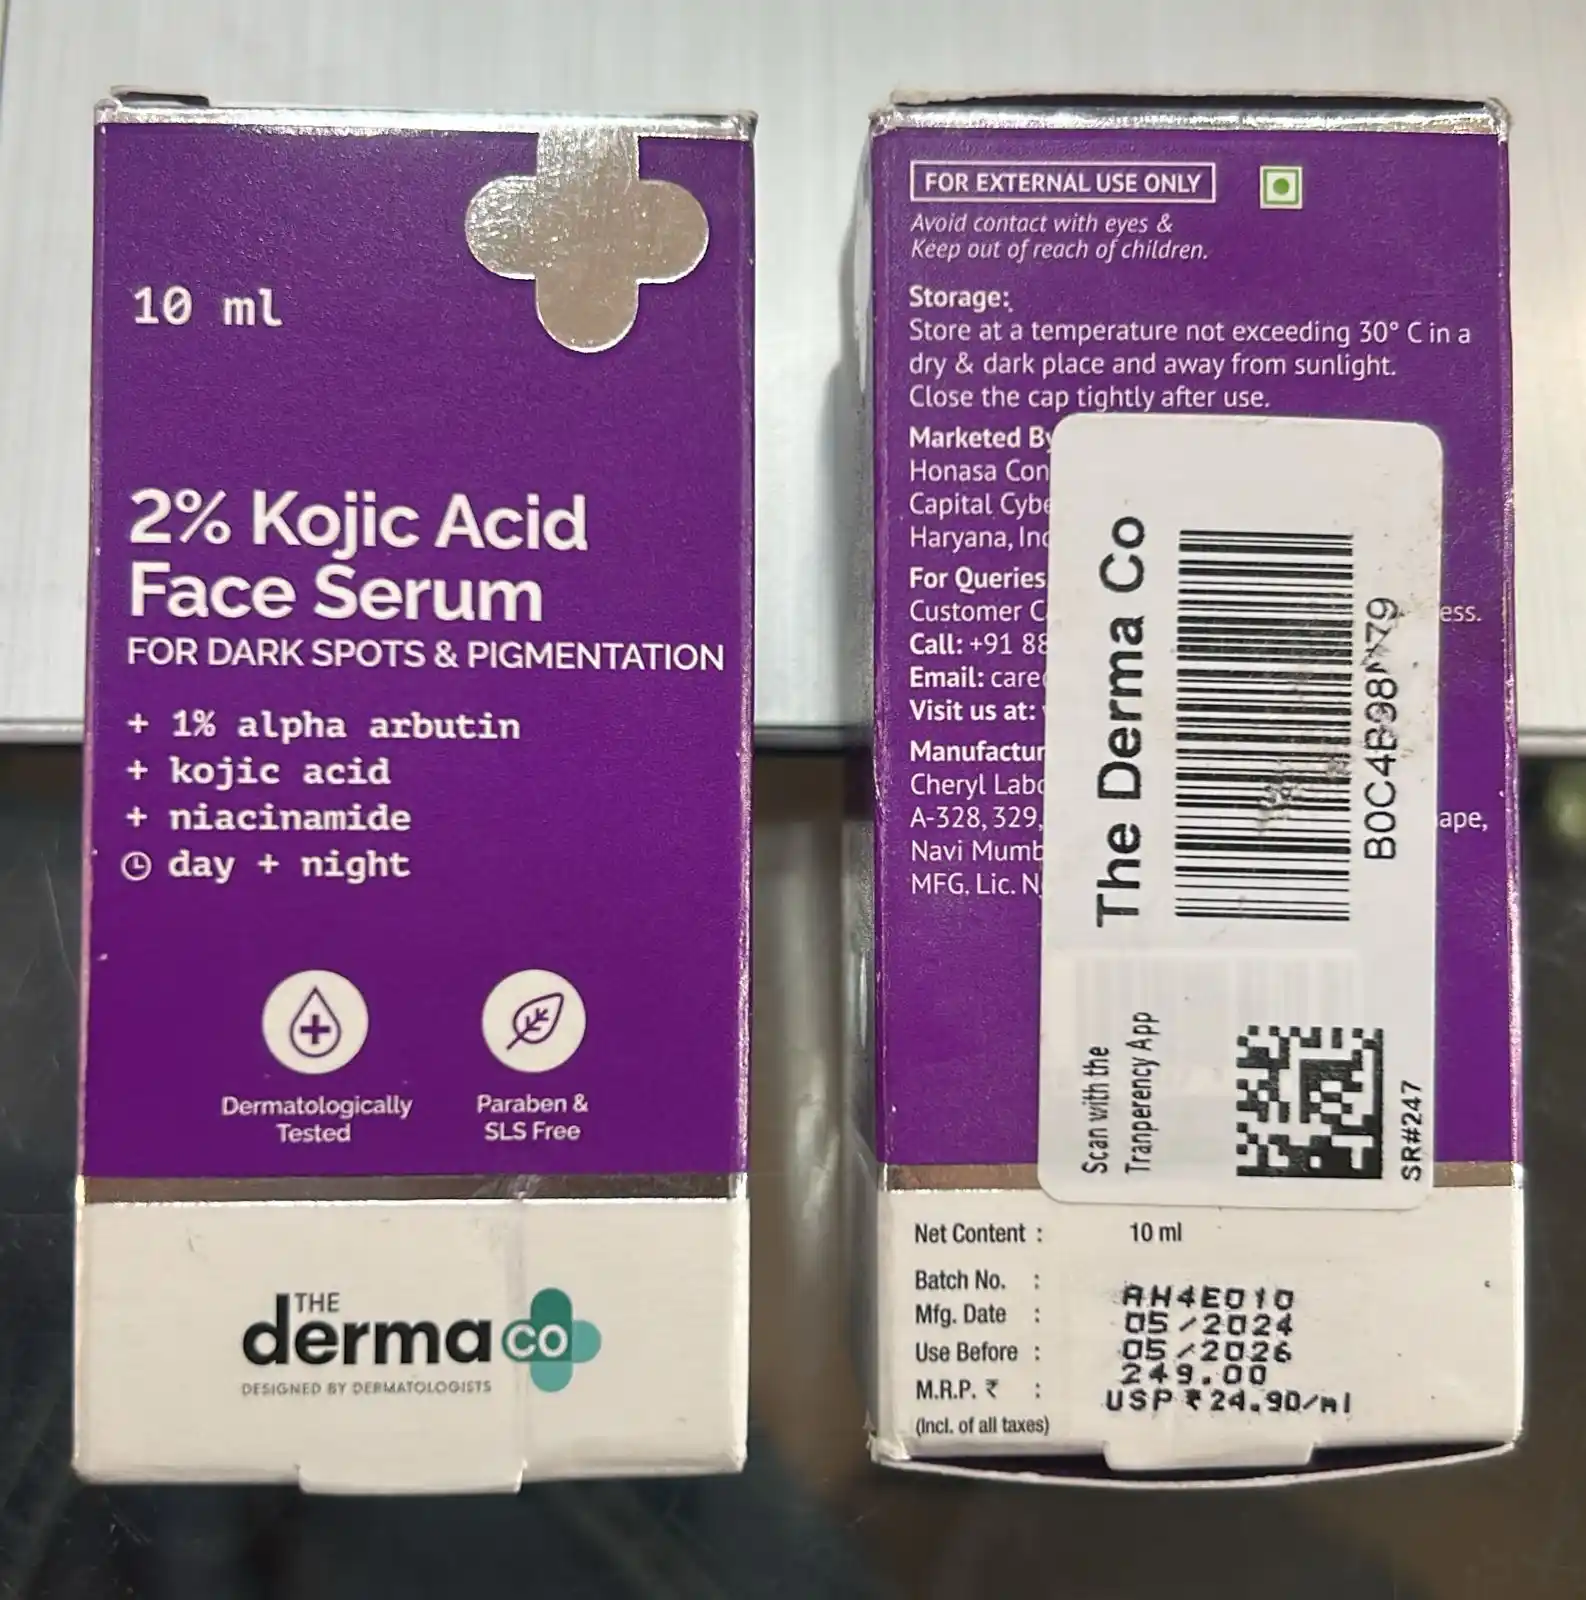 10 ml
2% Kojic Acid
Face Serum
FOR DARK SPOTS & PIGMENTATION
+ 1% alpha arbutin
+ kojic acid
+ niacinamide
day + night
Dermatologically
Tested
Paraben &
SLS Free
THE
derma co
DESIGNED BY DERMATOLOGISTS
FOR EXTERNAL USE ONLY
Avoid contact with eyes &
Keep out of reach of children.
Storage:
Store at a temperature not exceeding 30° C in a
dry & dark place and away from sunlight.
Close the cap tightly after use.
Marketed By
Honasa Con
Capital Cybe
Haryana, Ind
For Queries
Customer C ess.
Call: +91 88
Email: care
Visit us at:
Manufactur
Cheryl Labo
A-328, 329, ape,
Navi Mumb
MFG. Lic. N
The Derma Co
Scan with the
Tranperency App
SR#247
Net Content : 10 ml
Batch No. : AH4E010
Mfg. Date : 05/2024
Use Before : 05/2026
M.R.P. ₹ : 249.00
USP ₹ 24.90/ml
(Incl. of all taxes)